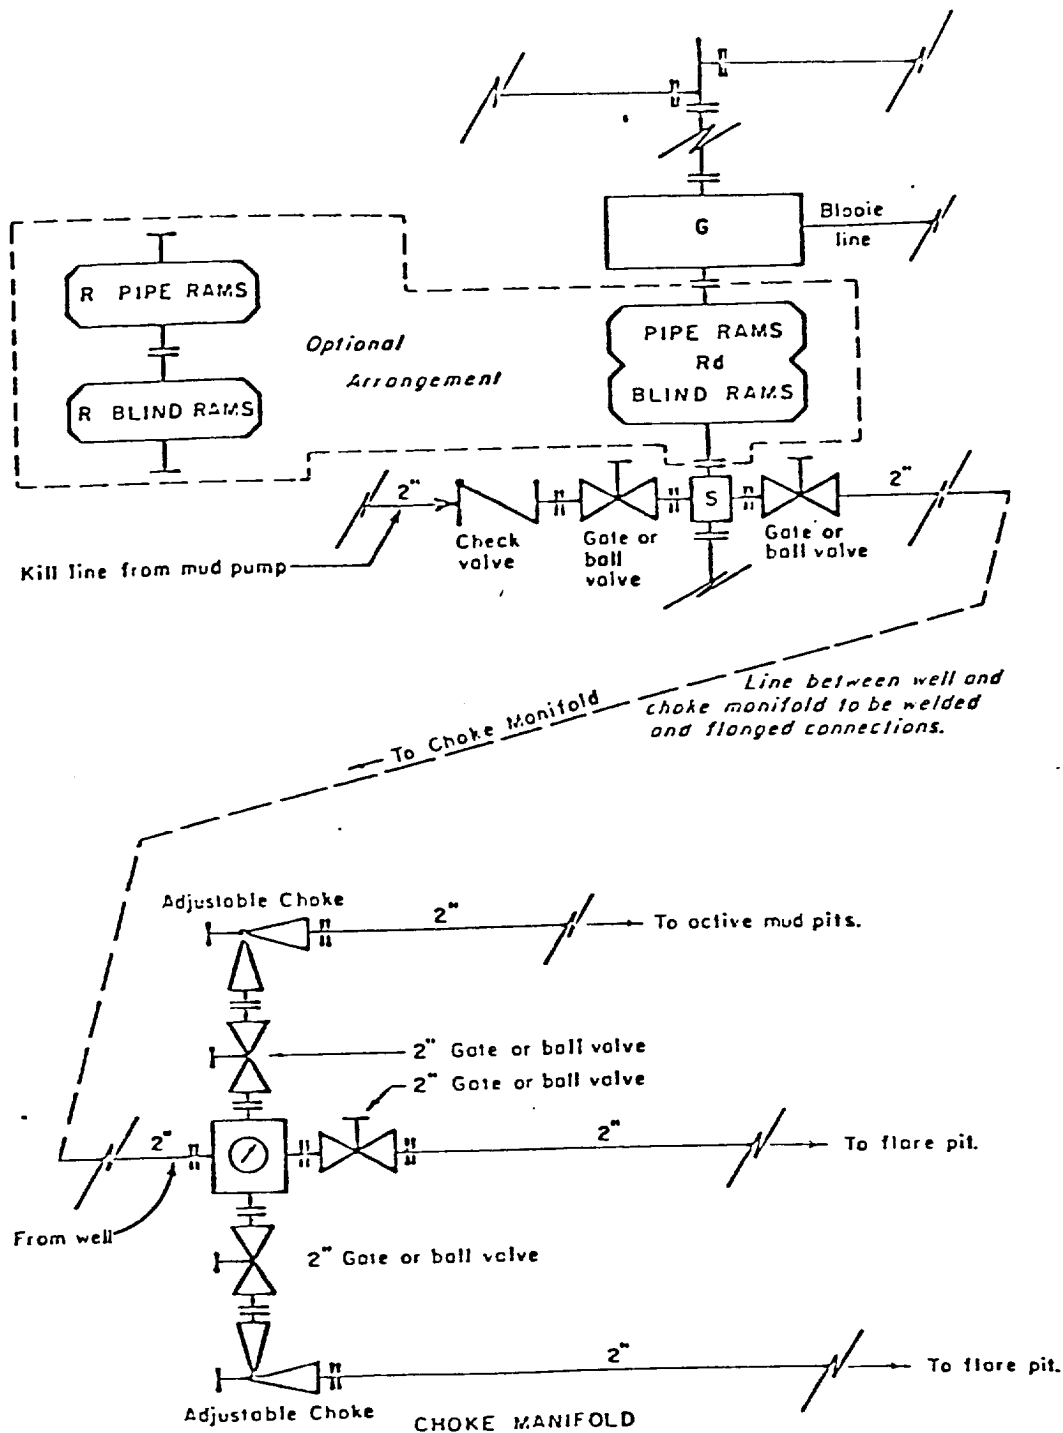 G
Blooie
line
R PIPE RAMS
R BLIND RAMS
Optional
Arrangement
PIPE RAMS
Rd
BLIND RAMS
2"
S
2"
Check
valve
Gate or
ball
valve
Gate or
ball valve
Kill line from mud pump
Line between well and
choke manifold to be welded
and flanged connections.
To Choke Manifold
Adjustable Choke
2"
To active mud pits.
2" Gate or ball valve
2" Gate or ball valve
2"
2"
To flare pit.
From well
2" Gate or ball valve
2"
To flare pit.
Adjustable Choke
CHOKE MANIFOLD